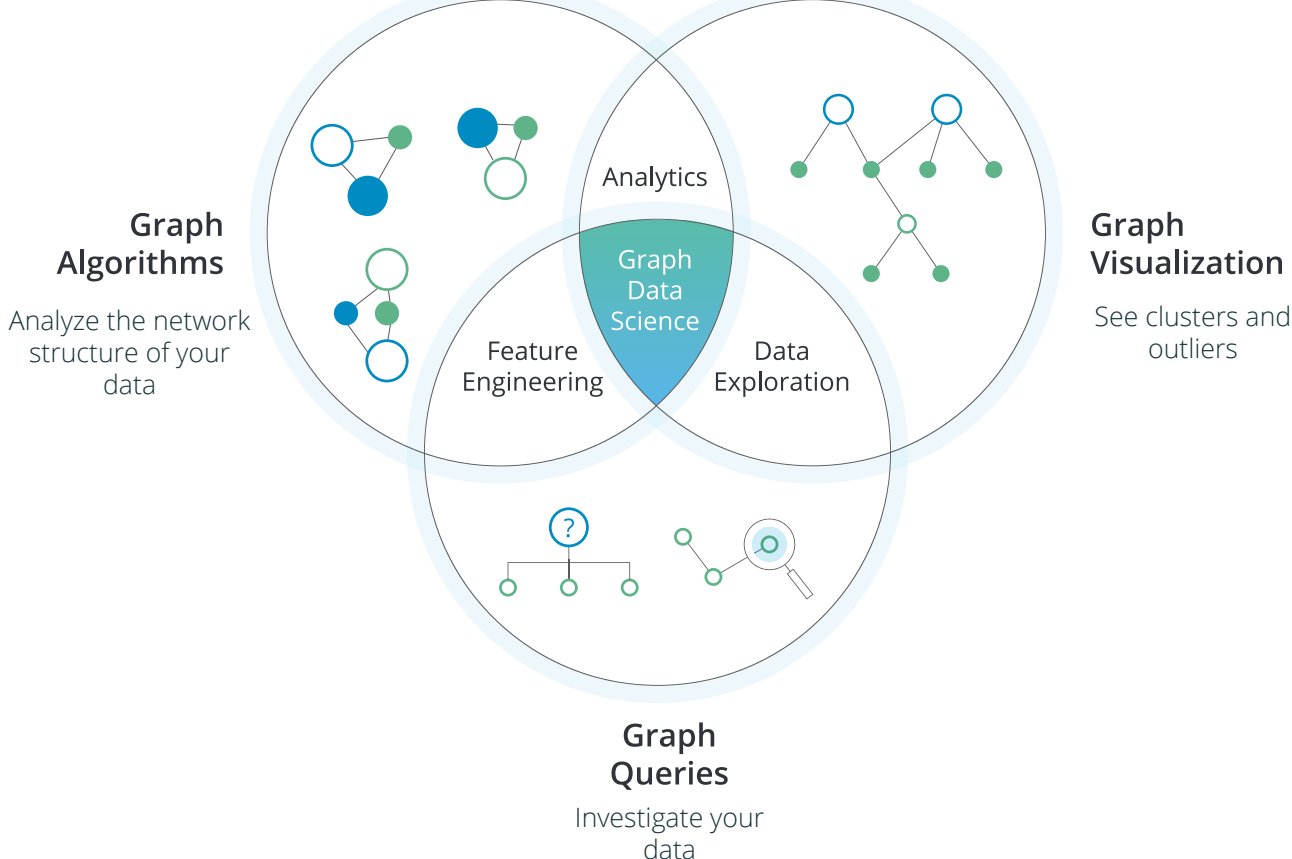 Analytics
Graph
Algorithms
Analyze the network
structure of your
data
Graph
Data
Science
Graph
Visualization
See clusters and
outliers
Feature
Engineering
Data
Exploration
?
Graph
Queries
Investigate your
data